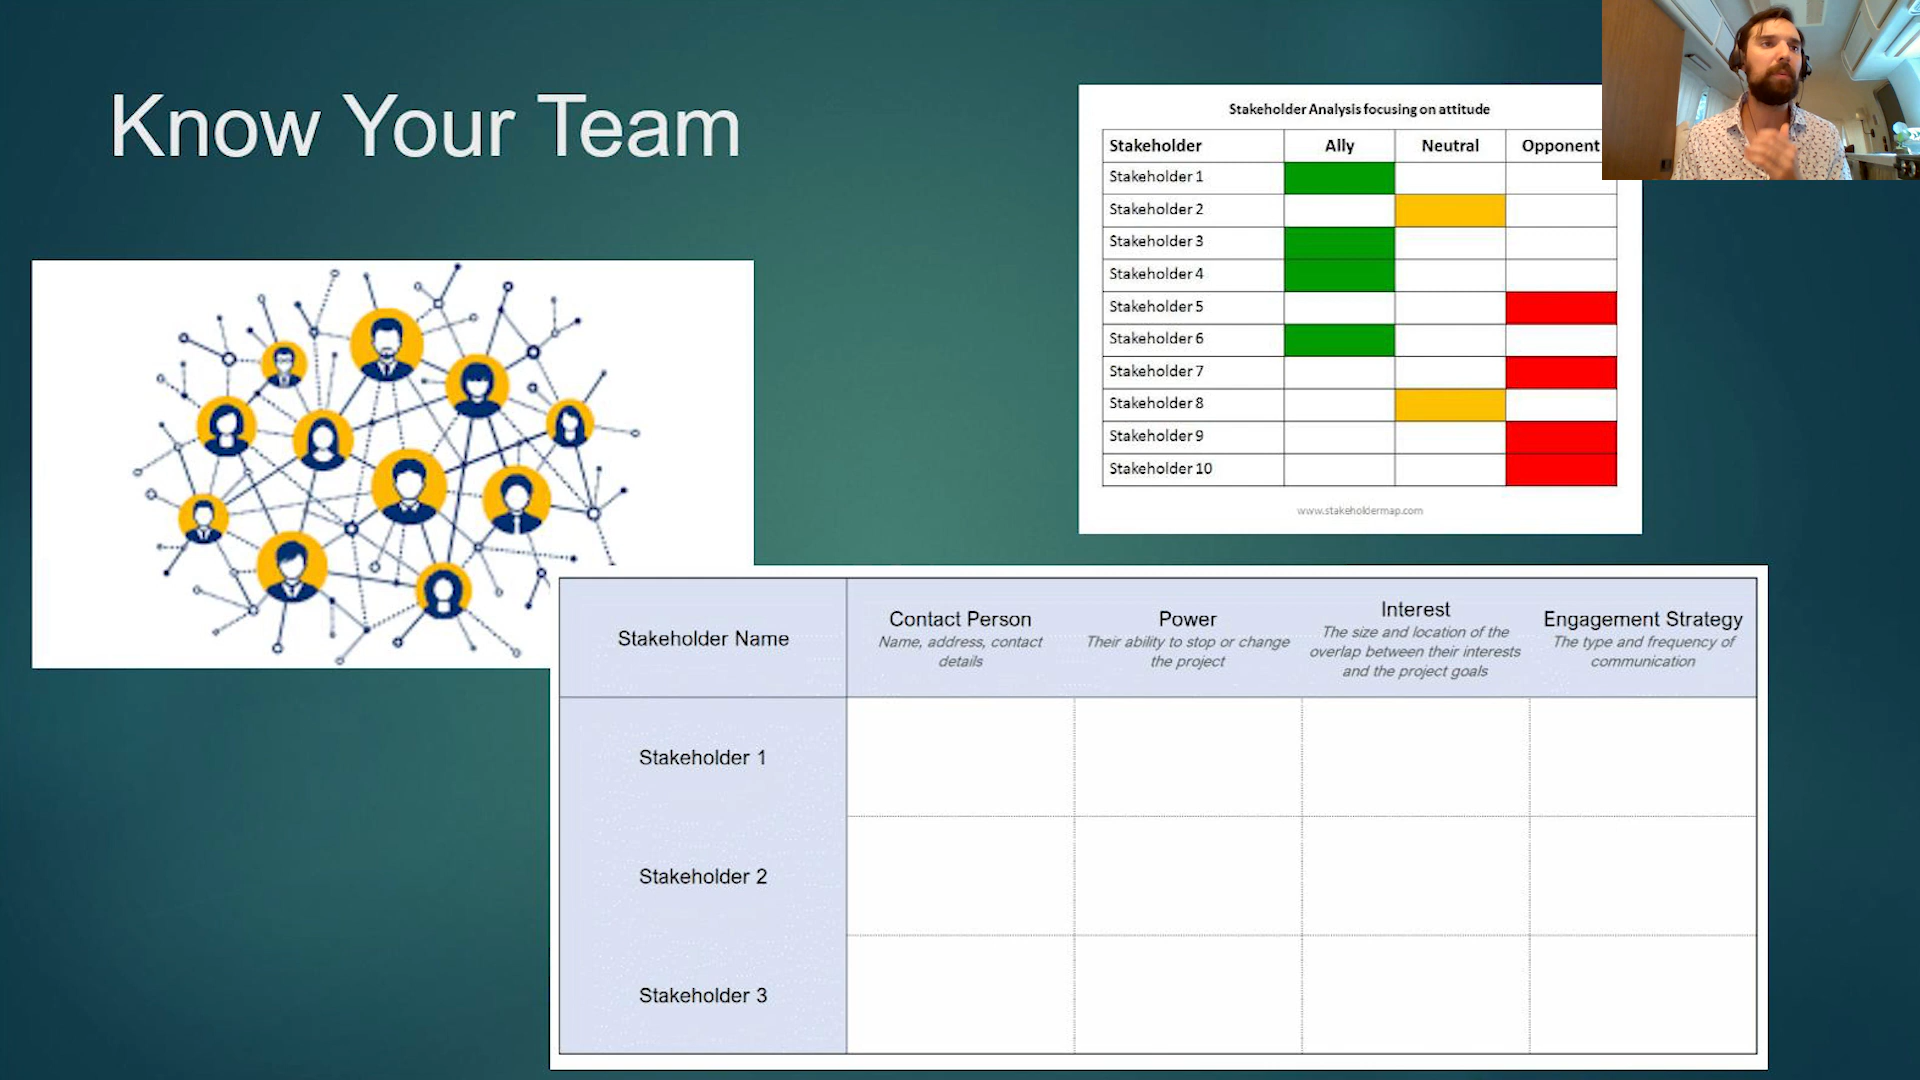 Know Your Team
Stakeholder Analysis focusing on attitude
Stakeholder Ally Neutral Opponent
Stakeholder 1
Stakeholder 2
Stakeholder 3
Stakeholder 4
Stakeholder 5
Stakeholder 6
Stakeholder 7
Stakeholder 8
Stakeholder 9
Stakeholder 10
www.stakeholdermap.com
Stakeholder Name
Contact Person
Name, address, contact
details
Power
Their ability to stop or change
the project
Interest
The size and location of the
overlap between their interests
and the project goals
Engagement Strategy
The type and frequency of
communication
Stakeholder 1
Stakeholder 2
Stakeholder 3